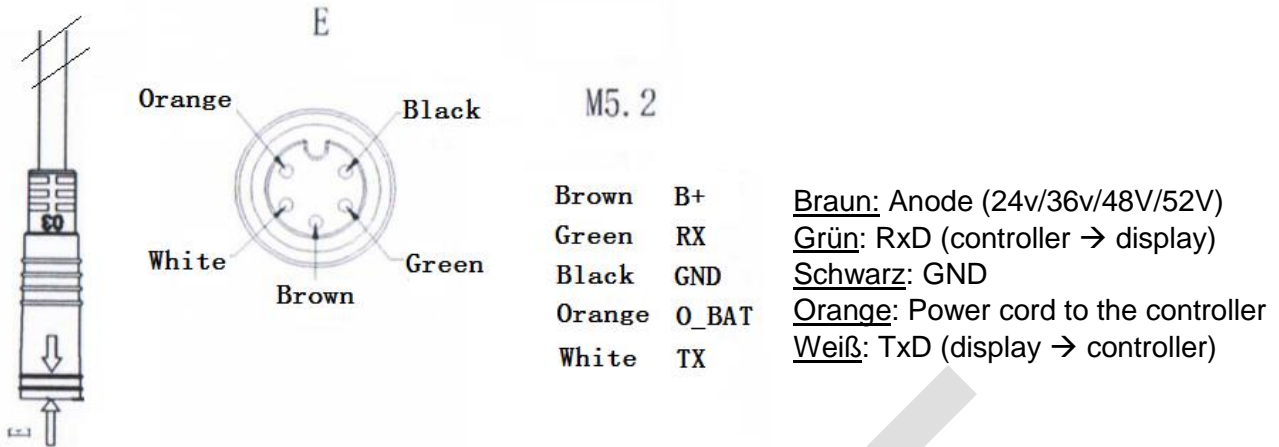 E
Orange
Black
White
Green
Brown
M5.2
Brown B+
Green RX
Black GND
Orange O_BAT
White TX
Braun: Anode (24v/36v/48V/52V)
Grün: RxD (controller → display)
Schwarz: GND
Orange: Power cord to the controller
Weiß: TxD (display → controller)
03
E